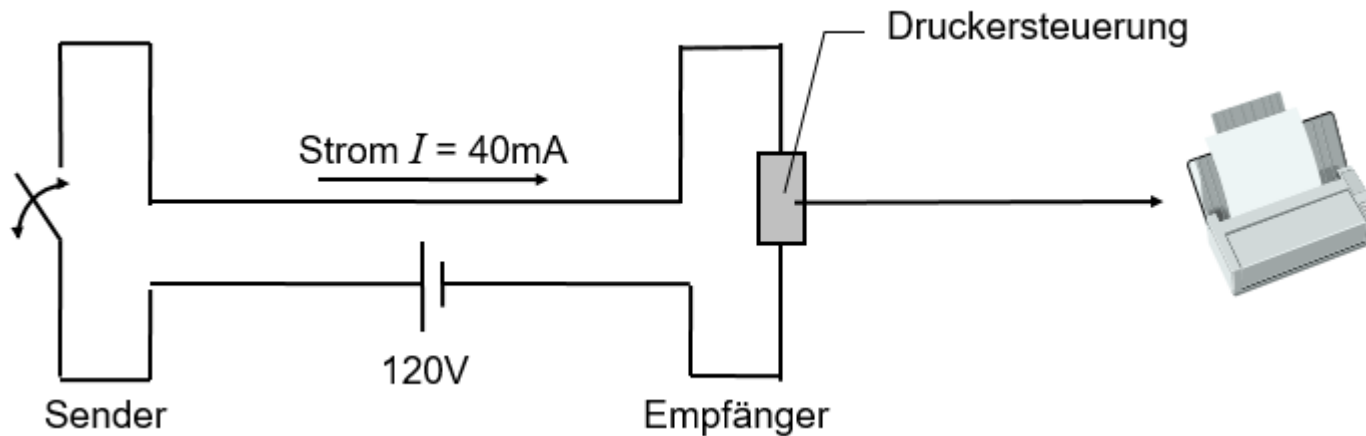 Druckersteuerung
Strom I = 40mA
120V
Sender
Empfänger